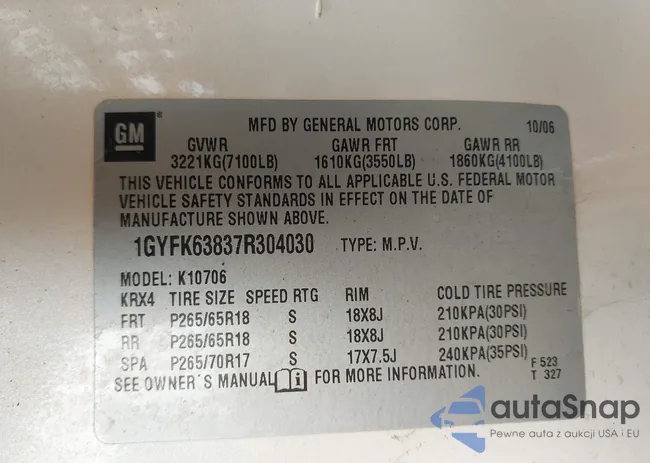 GM
®
MFD BY GENERAL MOTORS CORP. 10/06
GVWR GAWR FRT GAWR RR
3221KG(7100LB) 1610KG(3550LB) 1860KG(4100LB)
THIS VEHICLE CONFORMS TO ALL APPLICABLE U.S. FEDERAL MOTOR
VEHICLE SAFETY STANDARDS IN EFFECT ON THE DATE OF
MANUFACTURE SHOWN ABOVE.
1GYFK63837R304030 TYPE: M.P.V.
MODEL: K10706
KRX4 TIRE SIZE SPEED RTG RIM COLD TIRE PRESSURE
FRT P265/65R18 S 18X8J 210KPA(30PSI)
RR P265/65R18 S 18X8J 210KPA(30PSI)
SPA P265/70R17 S 17X7.5J 240KPA(35PSI)
SEE OWNER'S MANUAL i FOR MORE INFORMATION.
F 523
T 327
autaSnap
Pewne auta z aukcji USA i EU